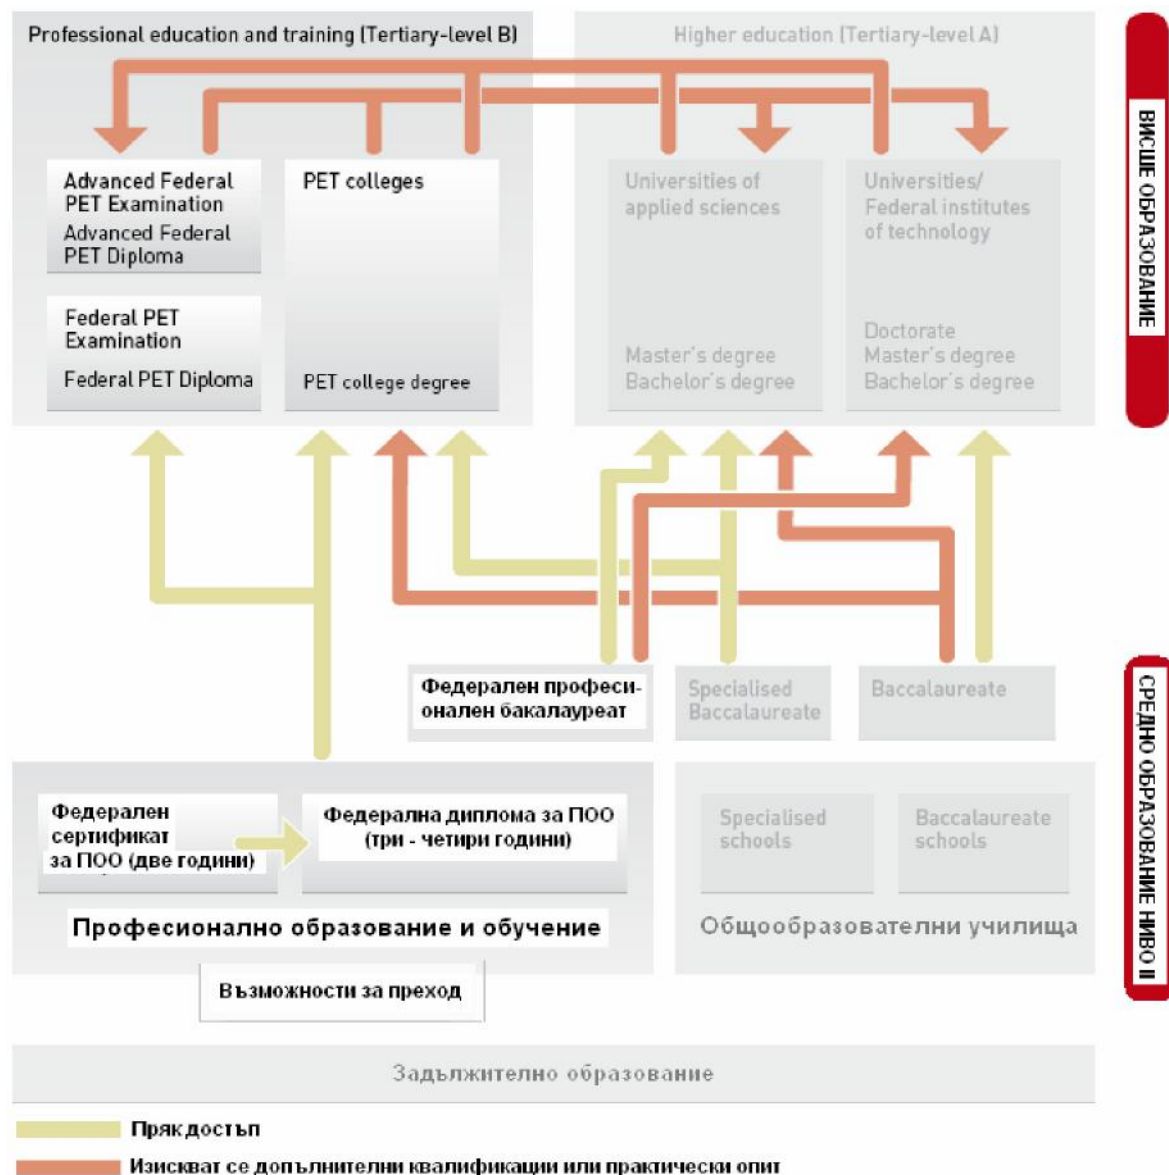 Professional education and training (Tertiary-level B)
Higher education (Tertiary-level A)
Advanced Federal
PET Examination
Advanced Federal
PET Diploma
PET colleges
Universities of
applied sciences
Universities/
Federal institutes
of technology
Federal PET
Examination
Federal PET Diploma
PET college degree
Master's degree
Bachelor's degree
Doctorate
Master's degree
Bachelor's degree
ВИСШЕ ОБРАЗОВАНИЕ
Федерален професи-
онален бакалауреат
Specialised
Baccalaureate
Baccalaureate
Федерален
сертификат
за ПОО (две години)
Федерална диплома за ПОО
(три - четири години)
Specialised
schools
Baccalaureate
schools
Професионално образование и обучение
Общообразователни училища
СРЕДНО ОБРАЗОВАНИЕ НИВО II
Възможности за преход
Задължително образование
Пряк достъп
Изискват се допълнителни квалификации или практически опит